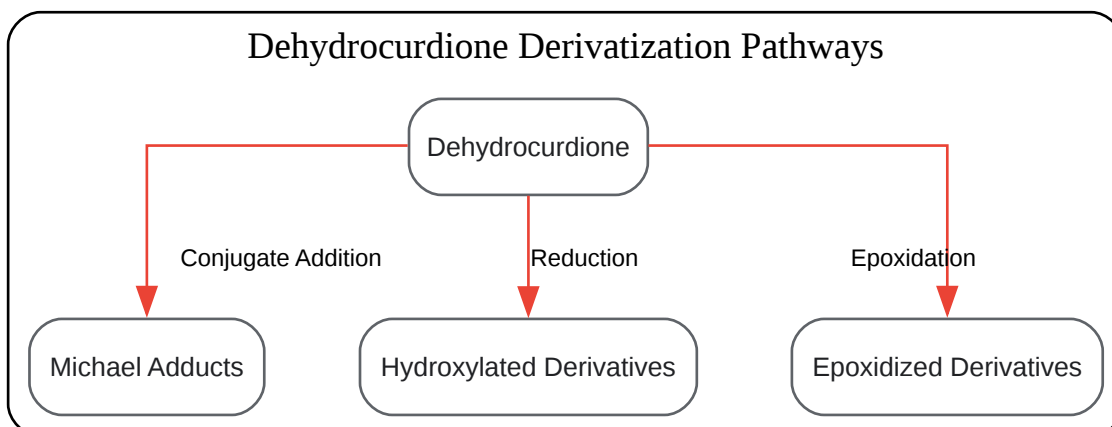 Dehydrocurdione Derivatization Pathways
Dehydrocurdione
Conjugate Addition
Reduction
Epoxidation
Michael Adducts
Hydroxylated Derivatives
Epoxidized Derivatives